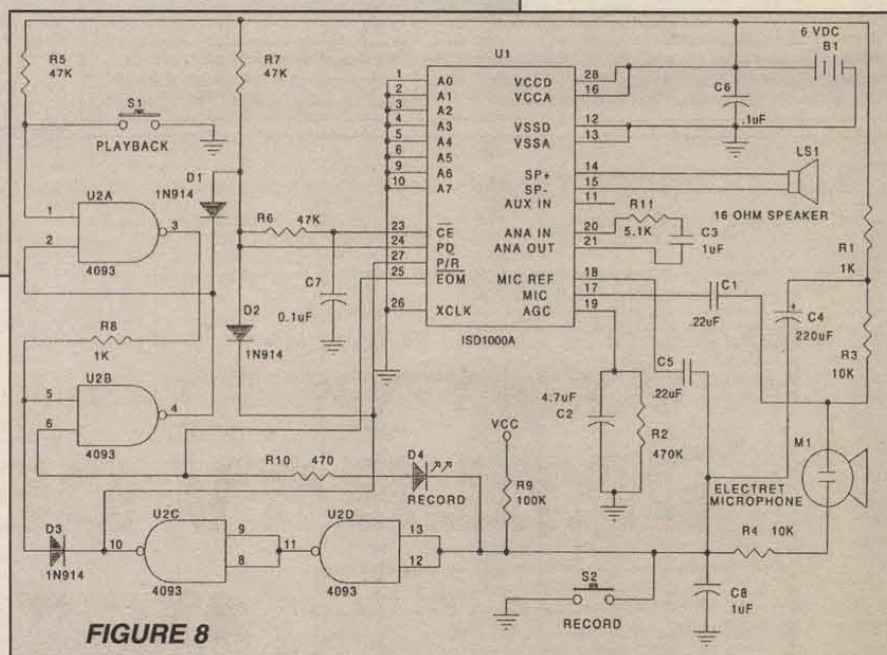 R5
47K
R7
47K
S1
PLAYBACK
D1
1N914
U2A
1
2
3
4093
R8
1K
U2B
5
6
4
4093
R6 47K
C7
0.1uF
D2
1N914
U1
1 A0
2 A1
3 A2
4 A3
5 A4
6 A5
9 A6
10 A7
23 CE
24 PD
27 P/R
25 EOM
26 XCLK
VCCD 28
VCCA 16
VSSD 12
VSSA 13
SP+ 14
SP- 15
AUX IN 11
ANA IN 20
ANA OUT 21
MIC REF 18
MIC 17
AGC 19
ISD1000A
6 VDC
B1
C6
.1uF
LS1
16 OHM SPEAKER
R11
5.1K
C3
1uF
C1
.22uF
R1
1K
C4
+
220uF
R3
10K
C5
.22uF
4.7uF
C2
R2
470K
M1
ELECTRET
MICROPHONE
R4 10K
C8
1uF
VCC
R9
100K
R10 470
D4
RECORD
D3
1N914
U2C
10
9
8
4093
U2D
11
13
12
4093
S2
RECORD
FIGURE 8